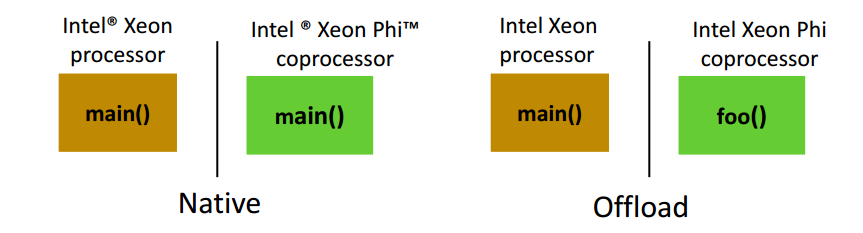 Intel® Xeon
processor
Intel ® Xeon Phi™
coprocessor
main()
main()
Native
Intel Xeon
processor
Intel Xeon Phi
coprocessor
main()
foo()
Offload